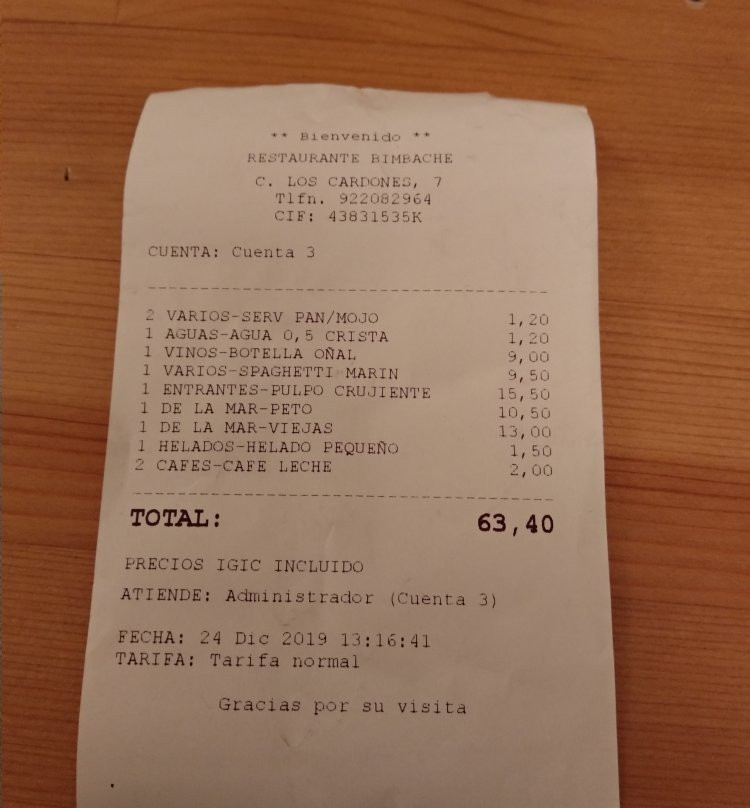 ** Bienvenido **
RESTAURANTE BIMBACHE
C. LOS CARDONES, 7
Tlfn. 922082964
CIF: 43831535K
CUENTA: Cuenta 3
2 VARIOS-SERV PAN/MOJO 1,20
1 AGUAS-AGUA 0,5 CRISTA 1,20
1 VINOS-BOTELLA OÑAL 9,00
1 VARIOS-SPAGHETTI MARIN 9,50
1 ENTRANTES-PULPO CRUJIENTE 15,50
1 DE LA MAR-PETO 10,50
1 DE LA MAR-VIEJAS 13,00
1 HELADOS-HELADO PEQUEÑO 1,50
2 CAFES-CAFE LECHE 2,00
TOTAL: 63,40
PRECIOS IGIC INCLUIDO
ATIENDE: Administrador (Cuenta 3)
FECHA: 24 Dic 2019 13:16:41
TARIFA: Tarifa normal
Gracias por su visita